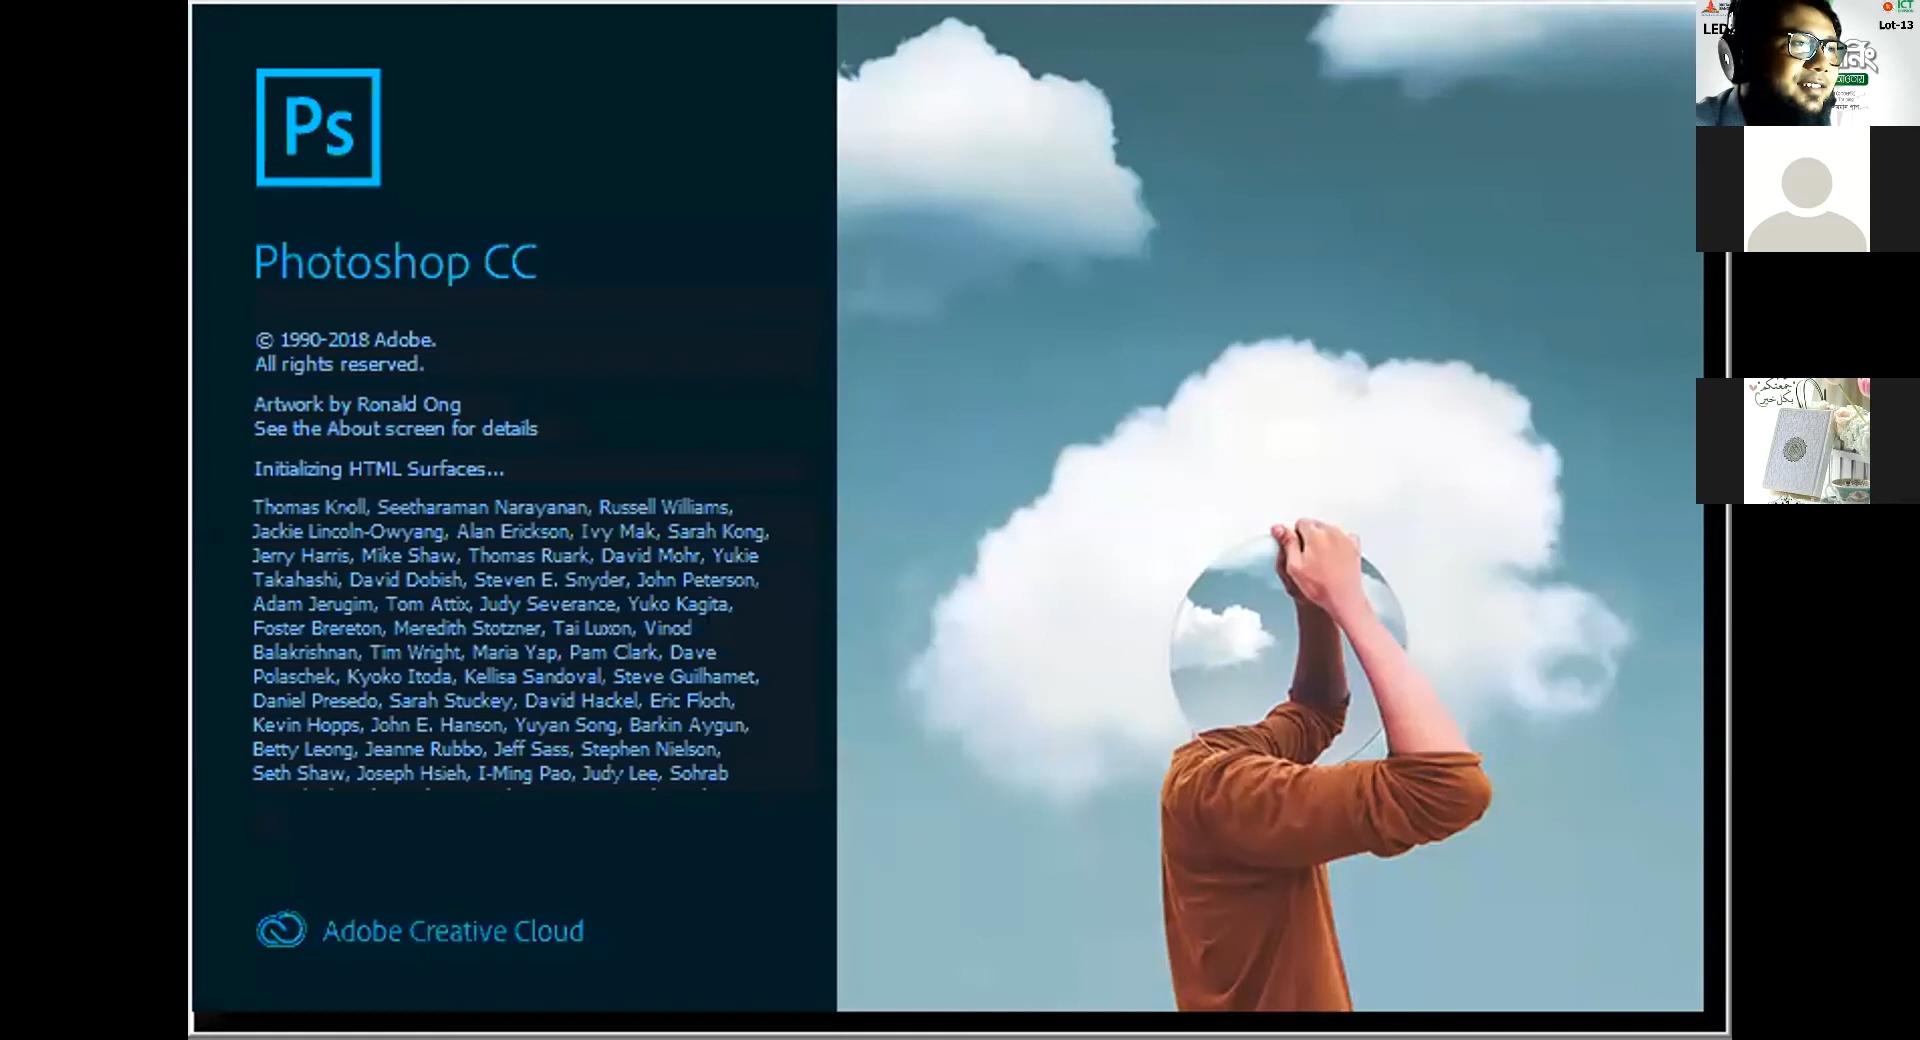 Ps
Photoshop CC
© 1990-2018 Adobe.
All rights reserved.
Artwork by Ronald Ong
See the About screen for details
Initializing HTML Surfaces...
Thomas Knoll, Seetharaman Narayanan, Russell Williams,
Jackie Lincoln-Owyang, Alan Erickson, Ivy Mak, Sarah Kong,
Jerry Harris, Mike Shaw, Thomas Ruark, David Mohr, Yukie
Takahashi, David Dobish, Steven E. Snyder, John Peterson,
Adam Jerugim, Tom Attix, Judy Severance, Yuko Kagita,
Foster Brereton, Meredith Stotzner, Tai Luxon, Vinod
Balakrishnan, Tim Wright, Maria Yap, Pam Clark, Dave
Polaschek, Kyoko Itoda, Kellisa Sandoval, Steve Guilhamet,
Daniel Presedo, Sarah Stuckey, David Hackel, Eric Floch,
Kevin Hopps, John E. Hanson, Yuyan Song, Barkin Aygun,
Betty Leong, Jeanne Rubbo, Jeff Sass, Stephen Nielson,
Seth Shaw, Joseph Hsieh, I-Ming Pao, Judy Lee, Sohrab
Adobe Creative Cloud
ICT
LED
Lot-13
جمعتكم
بكل خير